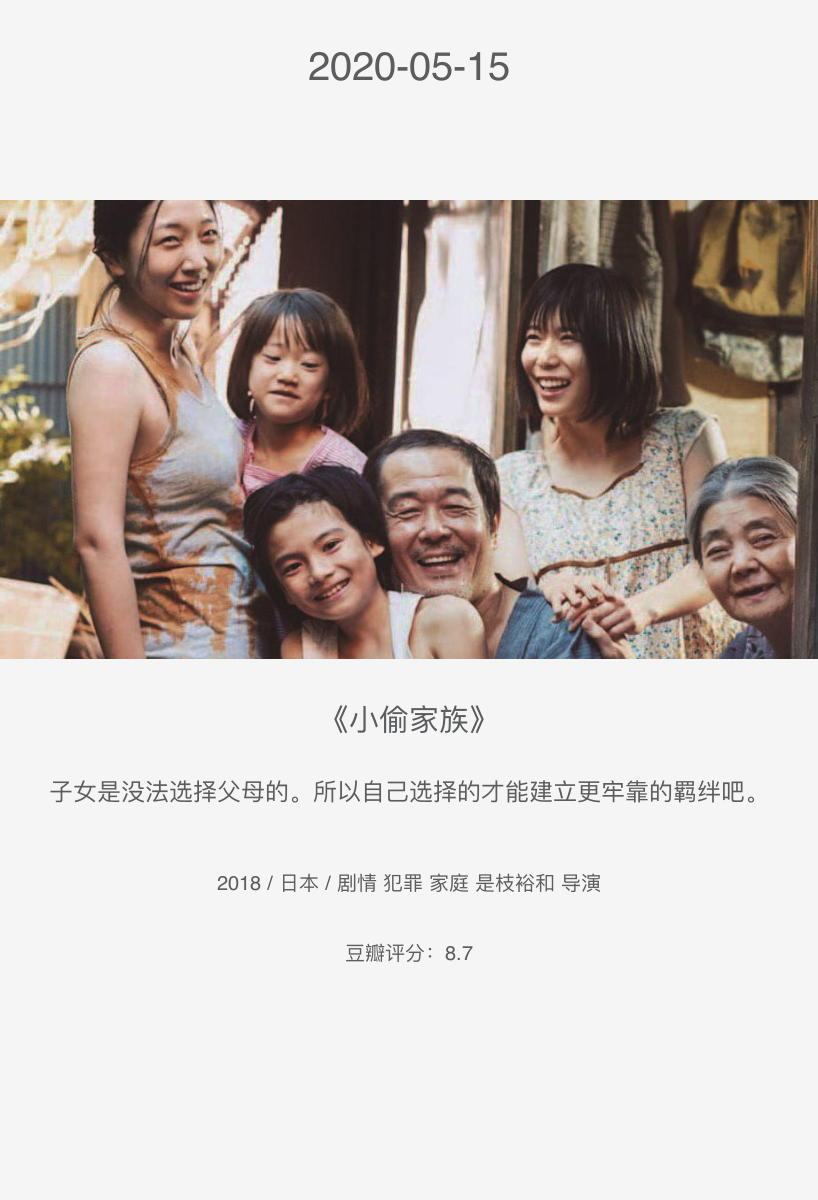 2020-05-15
《小偷家族》
子女是没法选择父母的。所以自己选择的才能建立更牢靠的羁绊吧。
2018 / 日本 / 剧情 犯罪 家庭 是枝裕和 导演
豆瓣评分：8.7